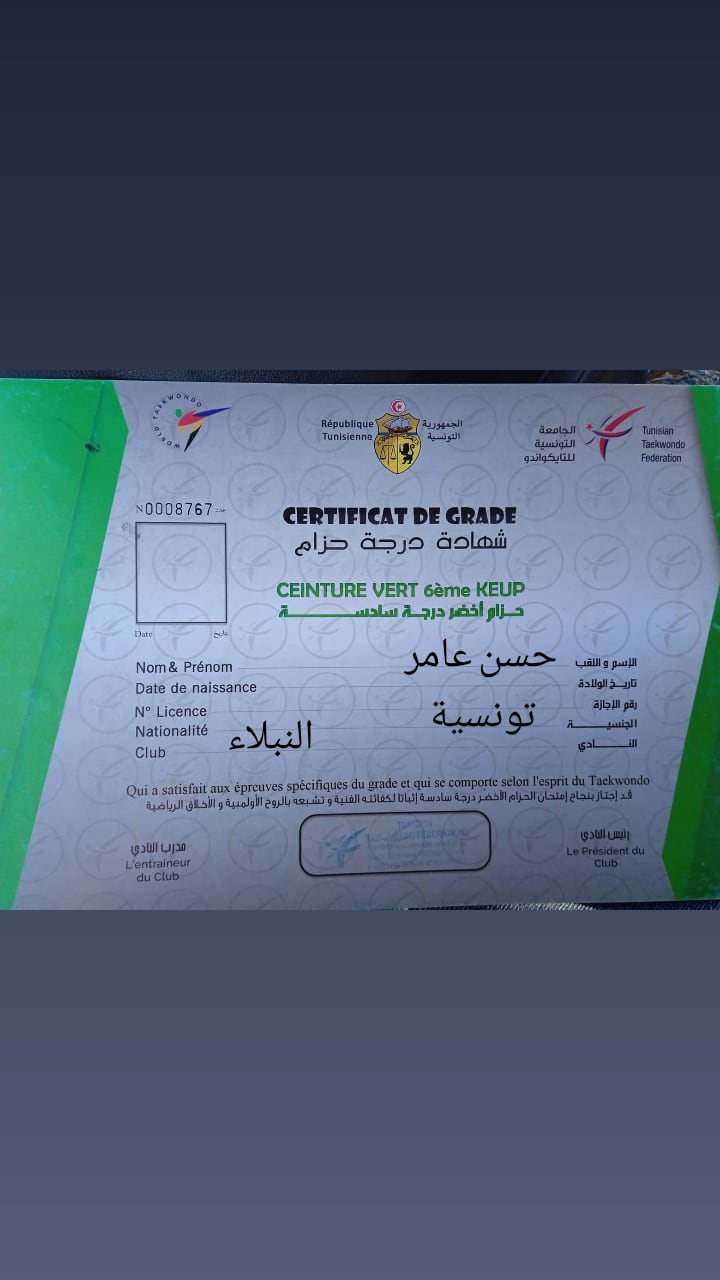 WORLD TAEKWONDO
République
Tunisienne
الجمهورية
التونسية
الجامعة
التونسية
للتايكواندو
Tunisian
Taekwondo
Federation
N0008767 عدد
CERTIFICAT DE GRADE
شهادة درجة حزام
CEINTURE VERT 6ème KEUP
حزام أخضر درجة سادسة
Date تاريخ
Nom & Prénom حسن عامر الإسم و اللقب
Date de naissance تاريخ الولادة
N° Licence رقم الإجازة
Nationalité تونسية الجنسية
Club النبلاء النادي
Qui a satisfait aux épreuves spécifiques du grade et qui se comporte selon l'esprit du Taekwondo
قد إجتاز بنجاح إمتحان الحزام الأخضر درجة سادسة إثباتا لكفائته الفنية و تشبعه بالروح الأولمبية و الأخلاق الرياضية
مدرب النادي
L'entraineur
du Club
TUNISIAN
TAEKWONDO FEDERATION
رئيس النادي
Le Président du
Club